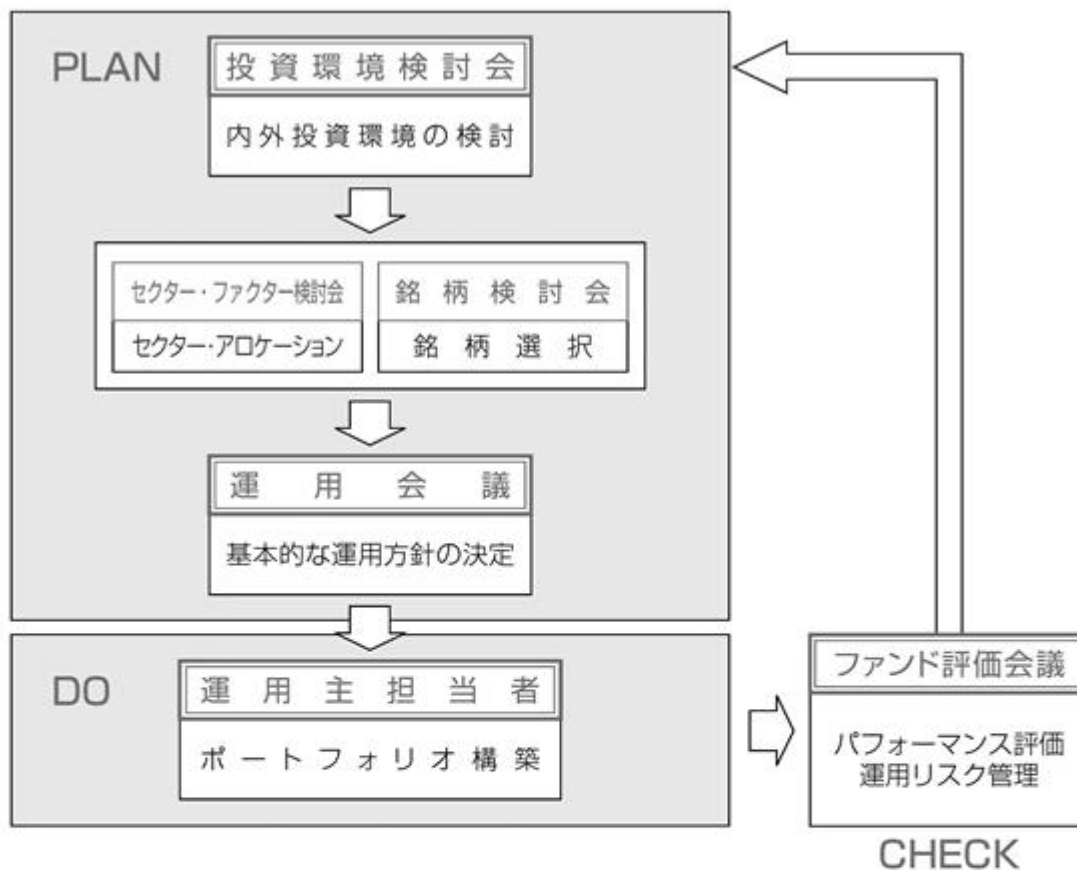 PLAN
投資環境検討会
内外投資環境の検討
セクター・ファクター検討会
セクター・アロケーション
銘柄検討会
銘柄選択
運用会議
基本的な運用方針の決定
DO
運用主担当者
ポートフォリオ構築
ファンド評価会議
パフォーマンス評価
運用リスク管理
CHECK